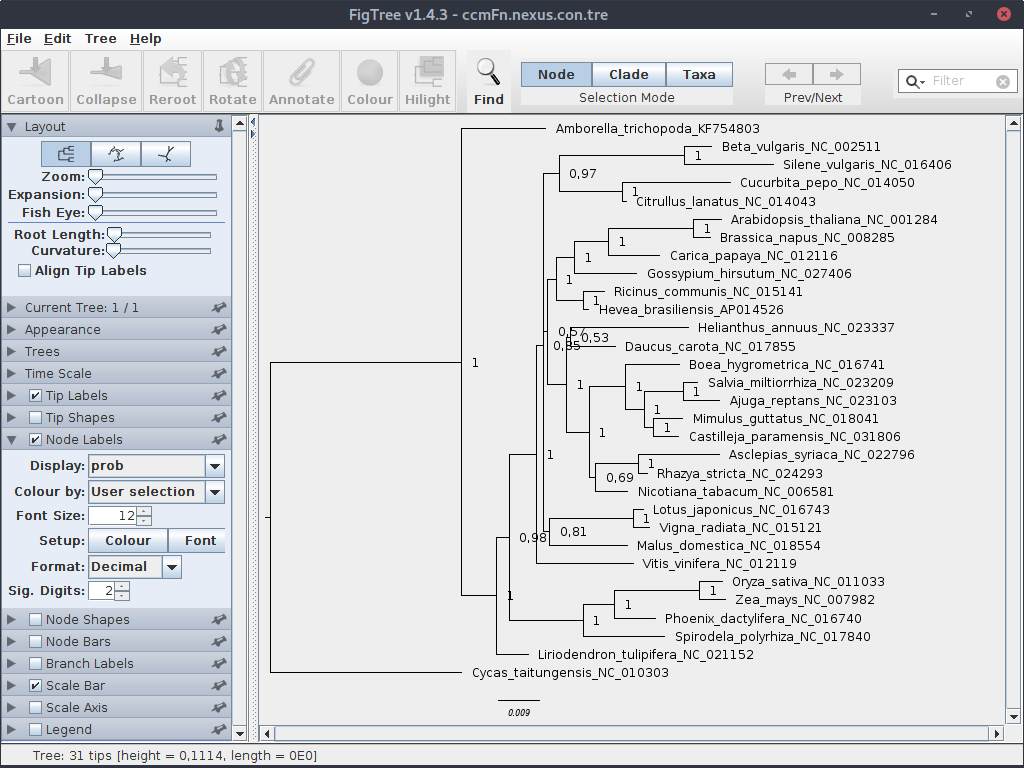 FigTree v1.4.3 - ccmFn.nexus.con.tre
File Edit Tree Help
Cartoon Collapse Reroot Rotate Annotate Colour Hilight Find
Node Clade Taxa
Selection Mode
Prev/Next
Filter
Layout
Zoom:
Expansion:
Fish Eye:
Root Length:
Curvature:
Align Tip Labels
Current Tree: 1 / 1
Appearance
Trees
Time Scale
Tip Labels
Tip Shapes
Node Labels
Display: prob
Colour by: User selection
Font Size: 12
Setup: Colour Font
Format: Decimal
Sig. Digits: 2
Node Shapes
Node Bars
Branch Labels
Scale Bar
Scale Axis
Legend
Amborella_trichopoda_KF754803
Beta_vulgaris_NC_002511
1
Silene_vulgaris_NC_016406
0,97
Cucurbita_pepo_NC_014050
1
Citrullus_lanatus_NC_014043
Arabidopsis_thaliana_NC_001284
1
Brassica_napus_NC_008285
1
Carica_papaya_NC_012116
1
Gossypium_hirsutum_NC_027406
1
Ricinus_communis_NC_015141
1
Hevea_brasiliensis_AP014526
Helianthus_annuus_NC_023337
0,57
0,53
Daucus_carota_NC_017855
0,85
1
Boea_hygrometrica_NC_016741
Salvia_miltiorrhiza_NC_023209
1
1
1
Ajuga_reptans_NC_023103
1
Mimulus_guttatus_NC_018041
1
Castilleja_paramensis_NC_031806
1
Asclepias_syriaca_NC_022796
1
1
Rhazya_stricta_NC_024293
0,69
Nicotiana_tabacum_NC_006581
Lotus_japonicus_NC_016743
1
Vigna_radiata_NC_015121
0,81
0,98
Malus_domestica_NC_018554
Vitis_vinifera_NC_012119
Oryza_sativa_NC_011033
1
Zea_mays_NC_007982
1
1
Phoenix_dactylifera_NC_016740
1
Spirodela_polyrhiza_NC_017840
Liriodendron_tulipifera_NC_021152
Cycas_taitungensis_NC_010303
0.009
Tree: 31 tips [height = 0,1114, length = 0E0]